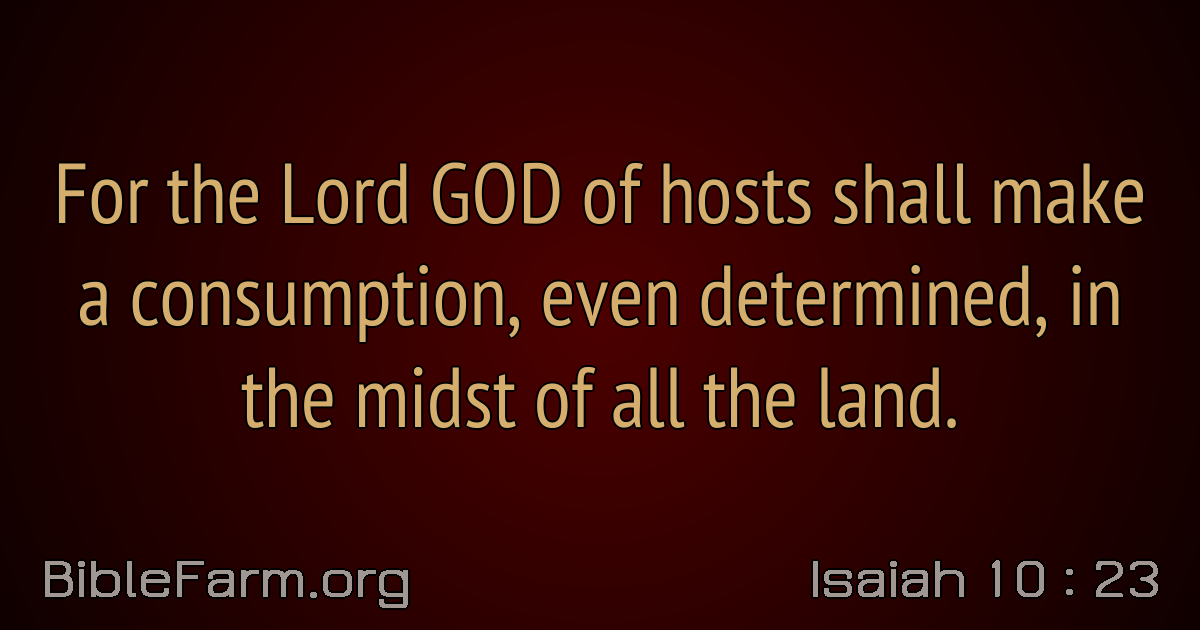 For the Lord GOD of hosts shall make
a consumption, even determined, in
the midst of all the land.
BibleFarm.org
Isaiah 10 : 23